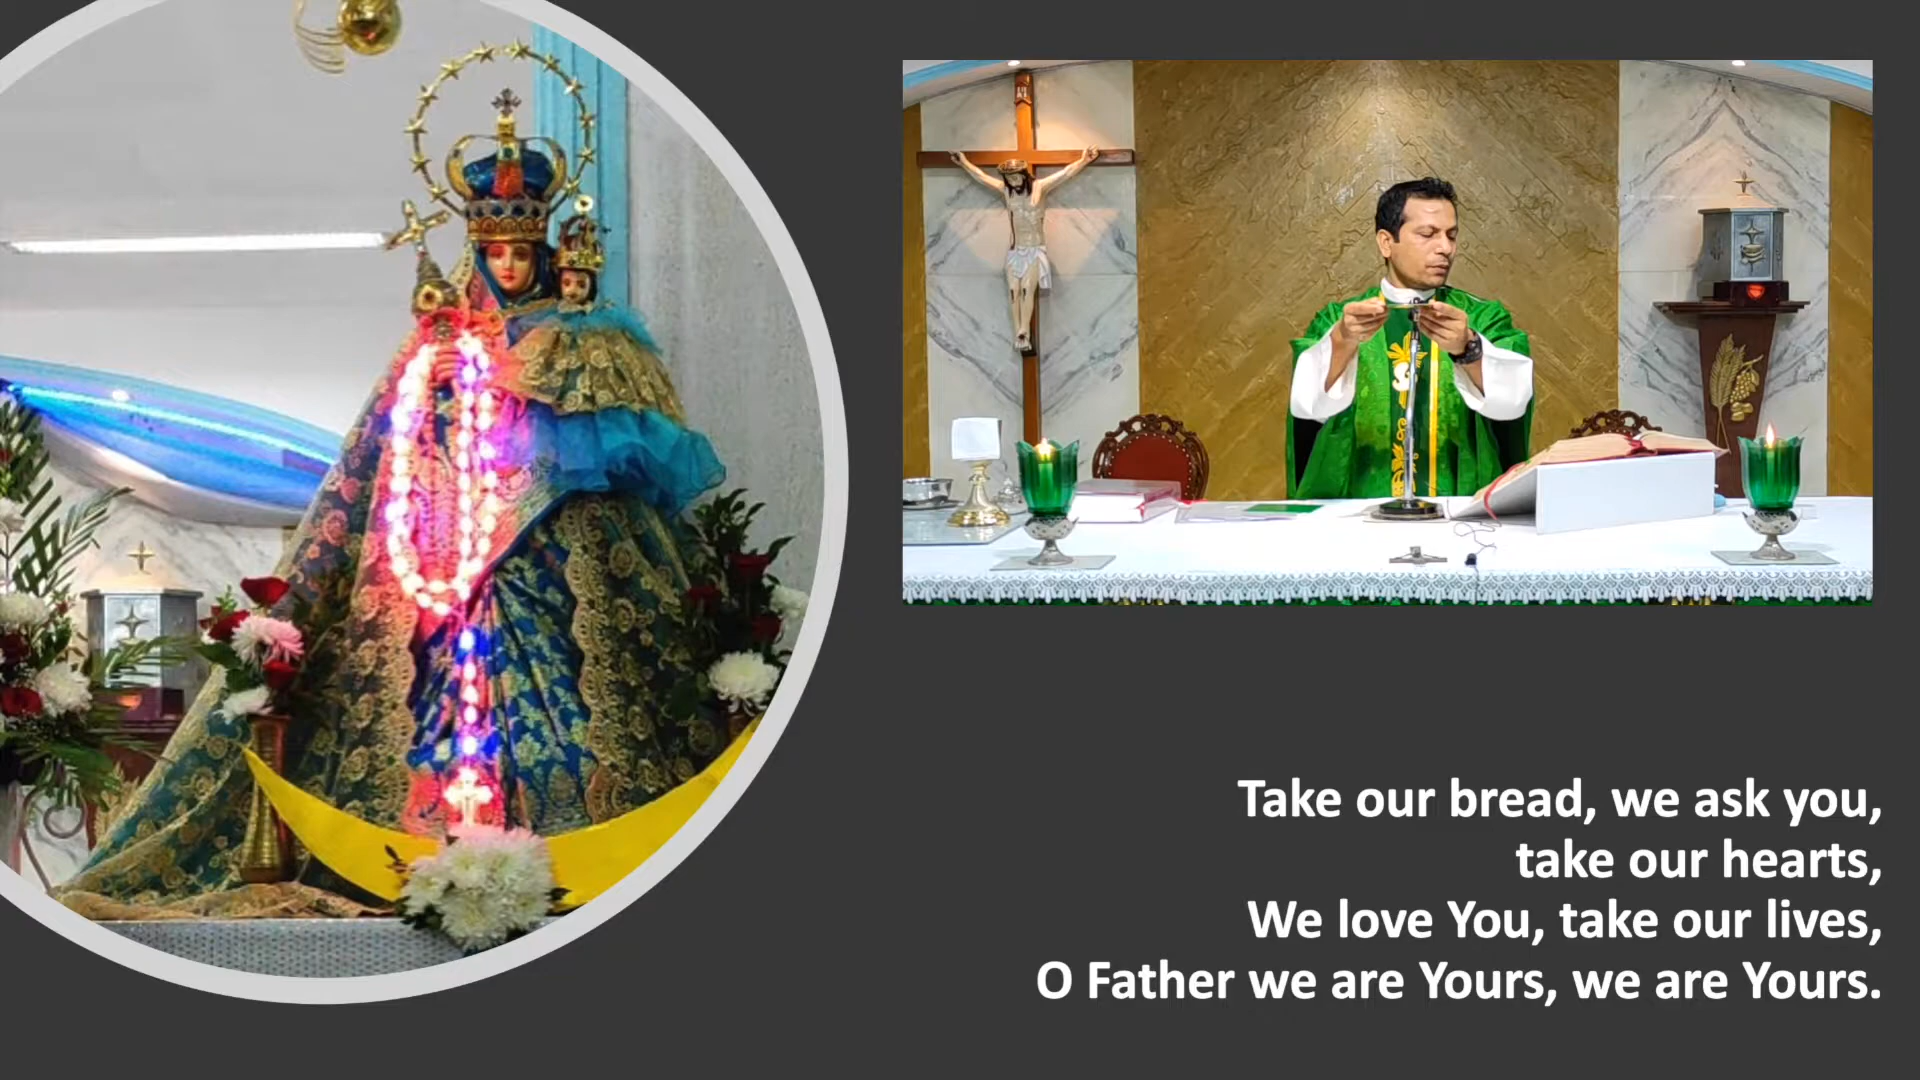 Take our bread, we ask you,
take our hearts,
We love You, take our lives,
O Father we are Yours, we are Yours.